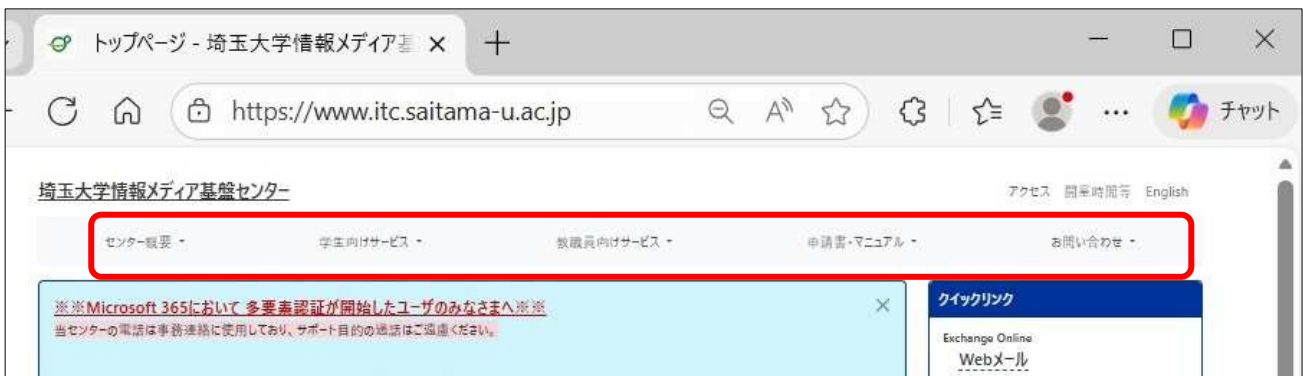 トップページ - 埼玉大学情報メディア基
https://www.itc.saitama-u.ac.jp
チャット
埼玉大学情報メディア基盤センター
アクセス 開室時間等 English
センター概要 学生向けサービス 教職員向けサービス 申請書・マニュアル お問い合わせ
※※Microsoft 365において 多要素認証が開始したユーザのみなさまへ※※
当センターの電話は事務連絡に使用しており、サポート目的の通話はご遠慮ください。
クイックリンク
Exchange Online
Webメール